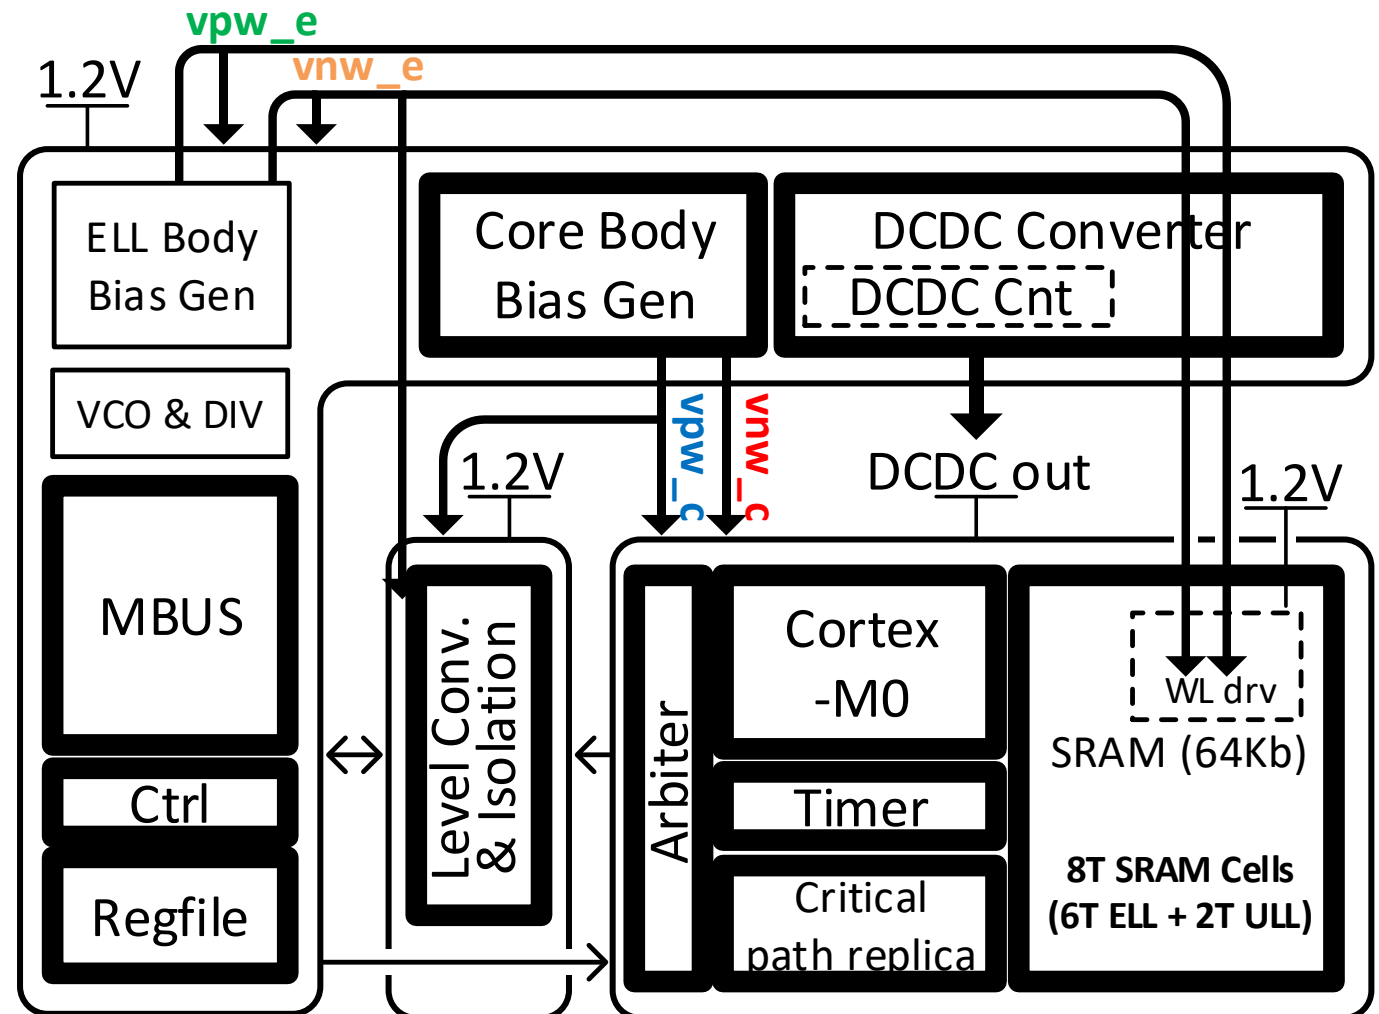 vpw_e
vnw_e
1.2V
ELL Body
Bias Gen
Core Body
Bias Gen
DCDC Converter
DCDC Cnt
VCO & DIV
vpw_c
vnw_c
1.2V
DCDC out
1.2V
MBUS
Level Conv.
& Isolation
Arbiter
Cortex
-M0
WL drv
SRAM (64Kb)
Ctrl
Timer
Regfile
Critical
path replica
8T SRAM Cells
(6T ELL + 2T ULL)